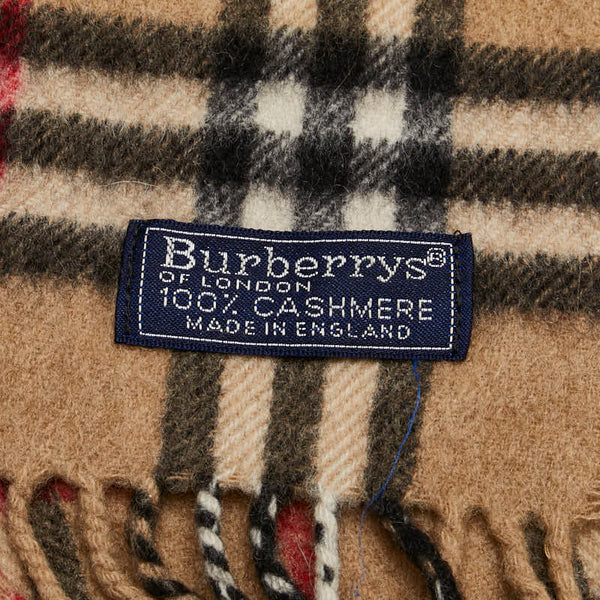 Burberrys®
OF LONDON
100% CASHMERE
MADE IN ENGLAND